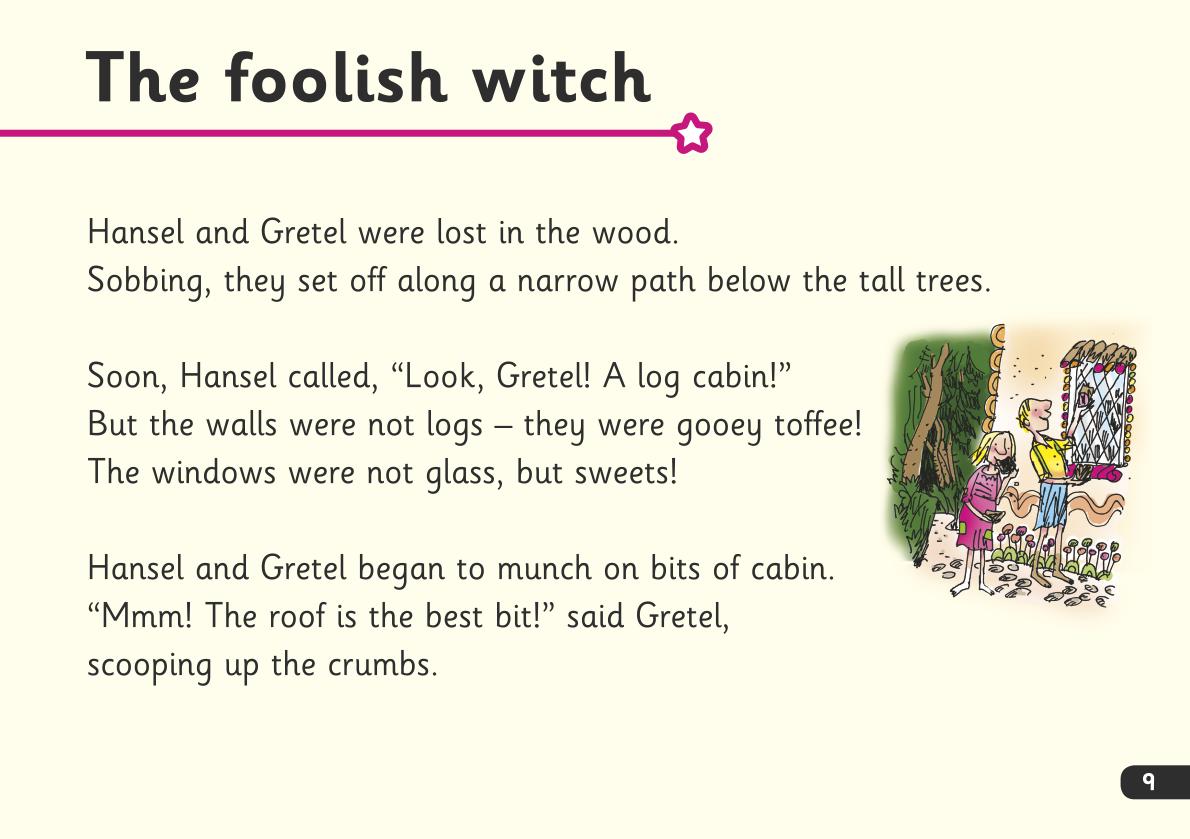 The foolish witch
Hansel and Gretel were lost in the wood.
Sobbing, they set off along a narrow path below the tall trees.
Soon, Hansel called, “Look, Gretel! A log cabin!”
But the walls were not logs – they were gooey toffee!
The windows were not glass, but sweets!
Hansel and Gretel began to munch on bits of cabin.
“Mmm! The roof is the best bit!” said Gretel,
scooping up the crumbs.
9